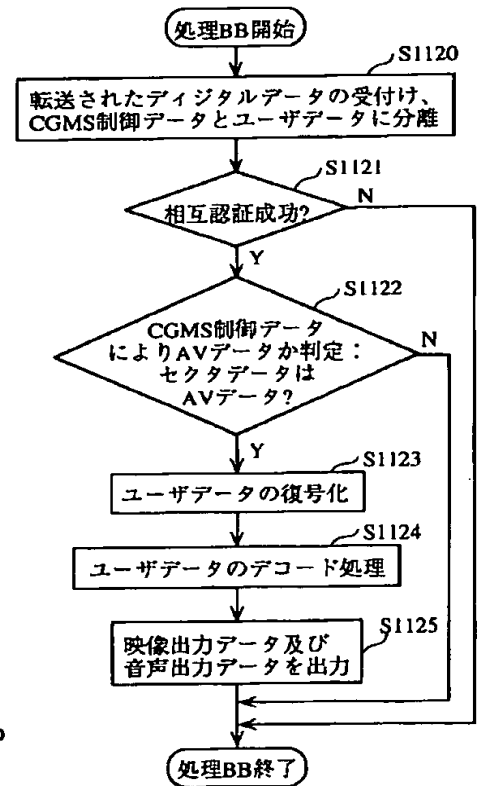 処理BB開始
S1120
転送されたディジタルデータの受付け、
CGMS制御データとユーザデータに分離
S1121
相互認証成功?
N
Y
S1122
CGMS制御データ
によりAVデータか判定：
セクタデータは
AVデータ?
N
Y
S1123
ユーザデータの復号化
S1124
ユーザデータのデコード処理
S1125
映像出力データ及び
音声出力データを出力
処理BB終了